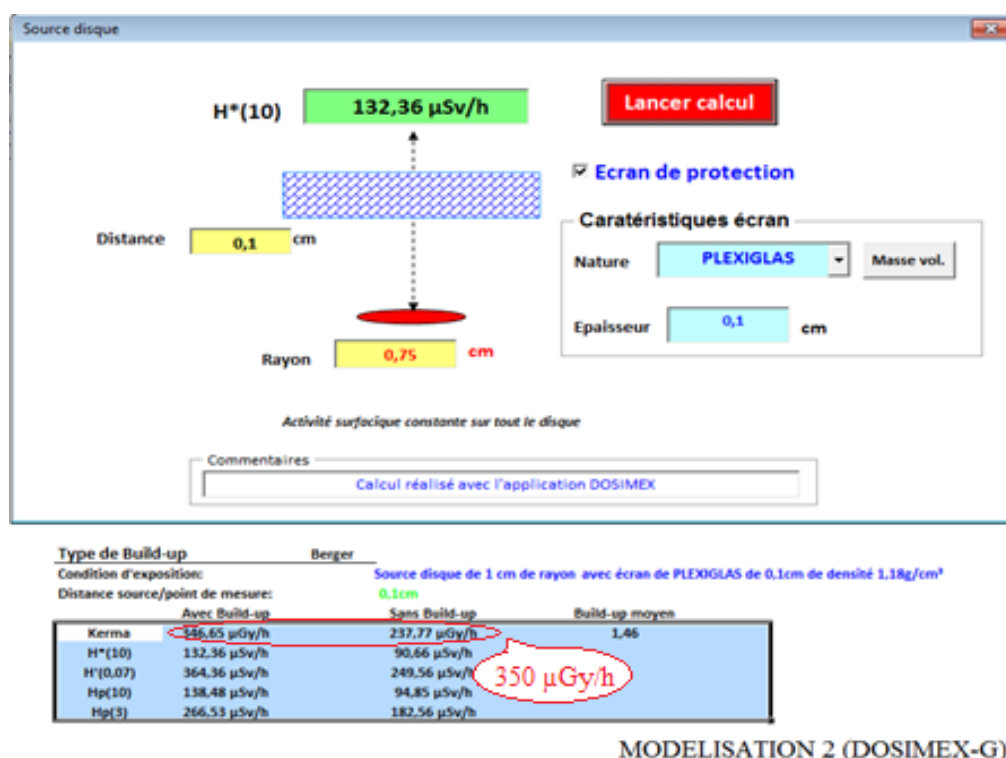 Source disque
H*(10) 132,36 µSv/h Lancer calcul
Ecran de protection
Caratéristiques écran
Distance 0,1 cm
Nature PLEXIGLAS Masse vol.
Epaisseur 0,1 cm
Rayon 0,75 cm
Activité surfacique constante sur tout le disque
Commentaires
Calcul réalisé avec l'application DOSIMEX
Type de Build-up Berger
Condition d'exposition: Source disque de 1 cm de rayon avec écran de PLEXIGLAS de 0,1cm de densité 1,18g/cm³
Distance source/point de mesure: 0,1cm
Avec Build-up Sans Build-up Build-up moyen
Kerma 346,65 µGy/h 237,77 µGy/h 1,46
H*(10) 132,36 µSv/h 90,66 µSv/h
H'(0,07) 364,36 µSv/h 249,56 µSv/h
350 µGy/h
Hp(10) 138,48 µSv/h 94,85 µSv/h
Hp(3) 266,53 µSv/h 182,56 µSv/h
MODELISATION 2 (DOSIMEX-G)